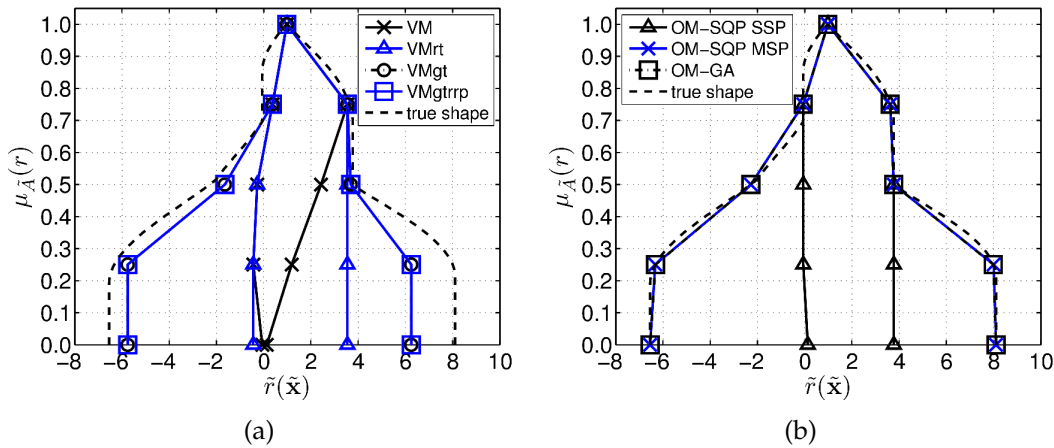 1.0
0.9
0.8
0.7
0.6
0.5
0.4
0.3
0.2
0.1
0.0
μ_Ã(r)
−8 −6 −4 −2 0 2 4 6 8 10
r̃(x̃)
VM
VMrt
VMgt
VMgtrrp
true shape
(a)
1.0
0.9
0.8
0.7
0.6
0.5
0.4
0.3
0.2
0.1
0.0
μ_Ã(r)
−8 −6 −4 −2 0 2 4 6 8 10
r̃(x̃)
OM−SQP SSP
OM−SQP MSP
OM−GA
true shape
(b)